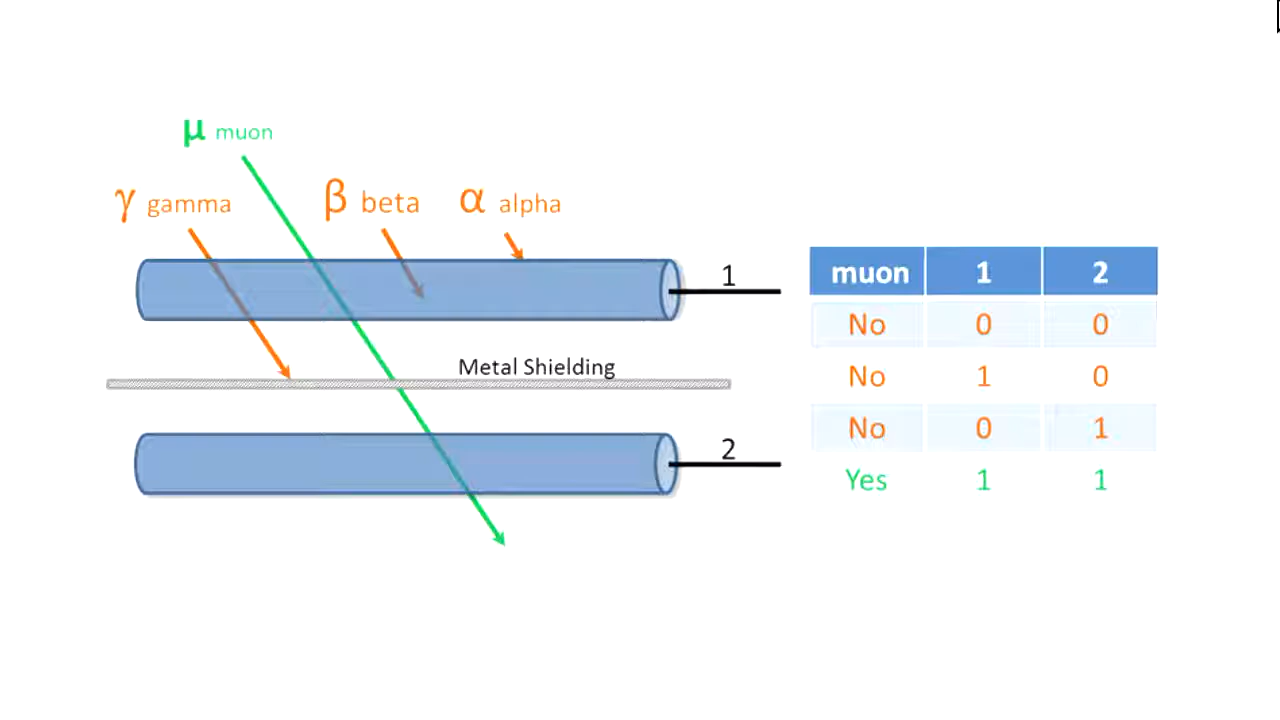 μ muon
γ gamma
β beta
α alpha
1
Metal Shielding
2
muon 1 2
No 0 0
No 1 0
No 0 1
Yes 1 1